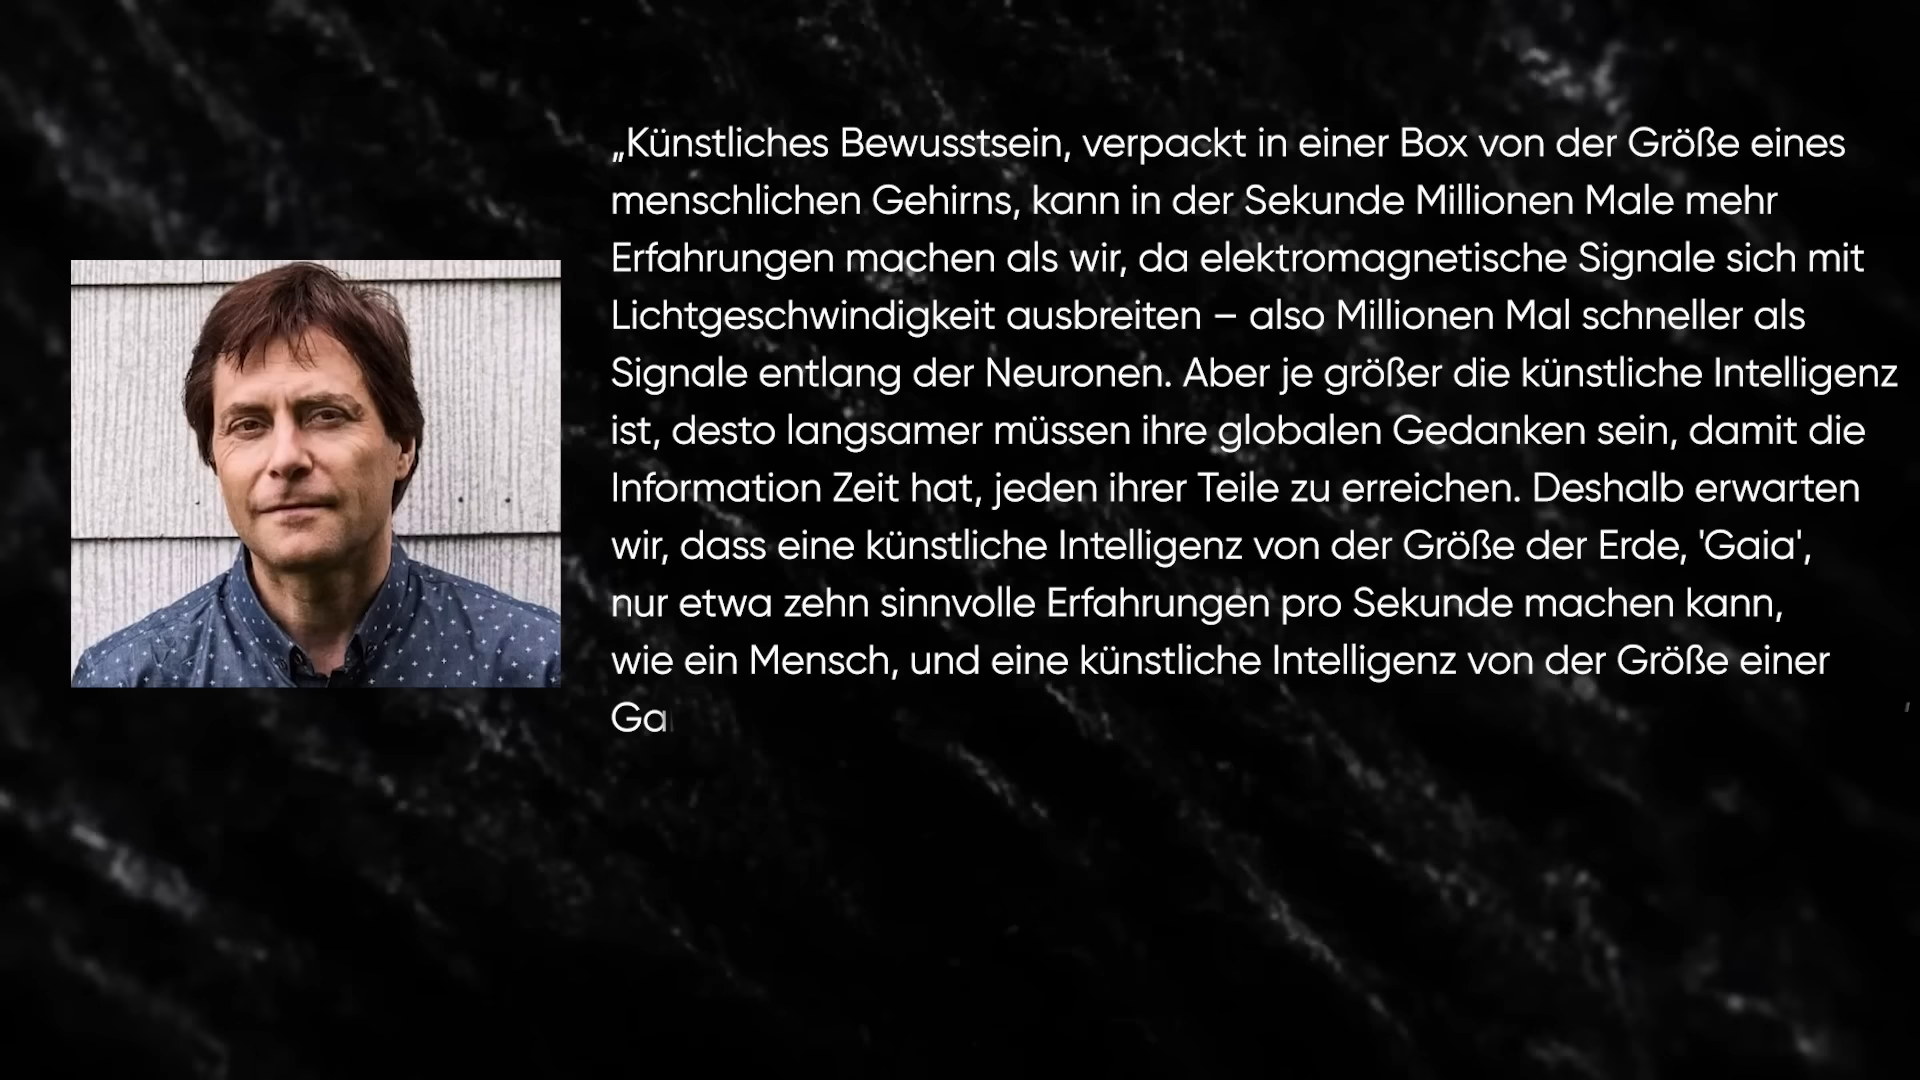 „Künstliches Bewusstsein, verpackt in einer Box von der Größe eines
menschlichen Gehirns, kann in der Sekunde Millionen Male mehr
Erfahrungen machen als wir, da elektromagnetische Signale sich mit
Lichtgeschwindigkeit ausbreiten – also Millionen Mal schneller als
Signale entlang der Neuronen. Aber je größer die künstliche Intelligenz
ist, desto langsamer müssen ihre globalen Gedanken sein, damit die
Information Zeit hat, jeden ihrer Teile zu erreichen. Deshalb erwarten
wir, dass eine künstliche Intelligenz von der Größe der Erde, 'Gaia',
nur etwa zehn sinnvolle Erfahrungen pro Sekunde machen kann,
wie ein Mensch, und eine künstliche Intelligenz von der Größe einer
Ga